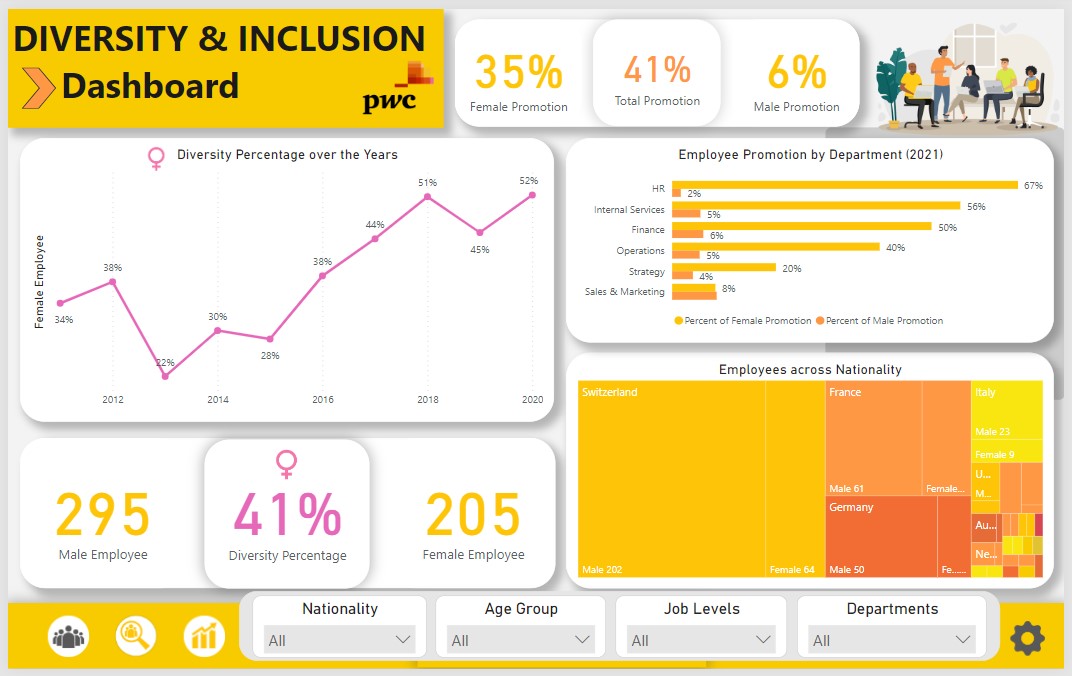 DIVERSITY & INCLUSION
Dashboard
pwc
35%
Female Promotion
41%
Total Promotion
6%
Male Promotion
Diversity Percentage over the Years
Female Employee
34%
38%
22%
30%
28%
38%
44%
51%
45%
52%
2012
2014
2016
2018
2020
Employee Promotion by Department (2021)
HR
67%
2%
Internal Services
56%
5%
Finance
50%
6%
Operations
40%
5%
Strategy
20%
4%
Sales & Marketing
8%
Percent of Female Promotion
Percent of Male Promotion
295
Male Employee
41%
Diversity Percentage
205
Female Employee
Employees across Nationality
Switzerland
Male 202
Female 64
France
Male 61
Female...
Germany
Male 50
Fe......
Italy
Male 23
Female 9
U...
M...
Au...
Ne...
Nationality
All
Age Group
All
Job Levels
All
Departments
All